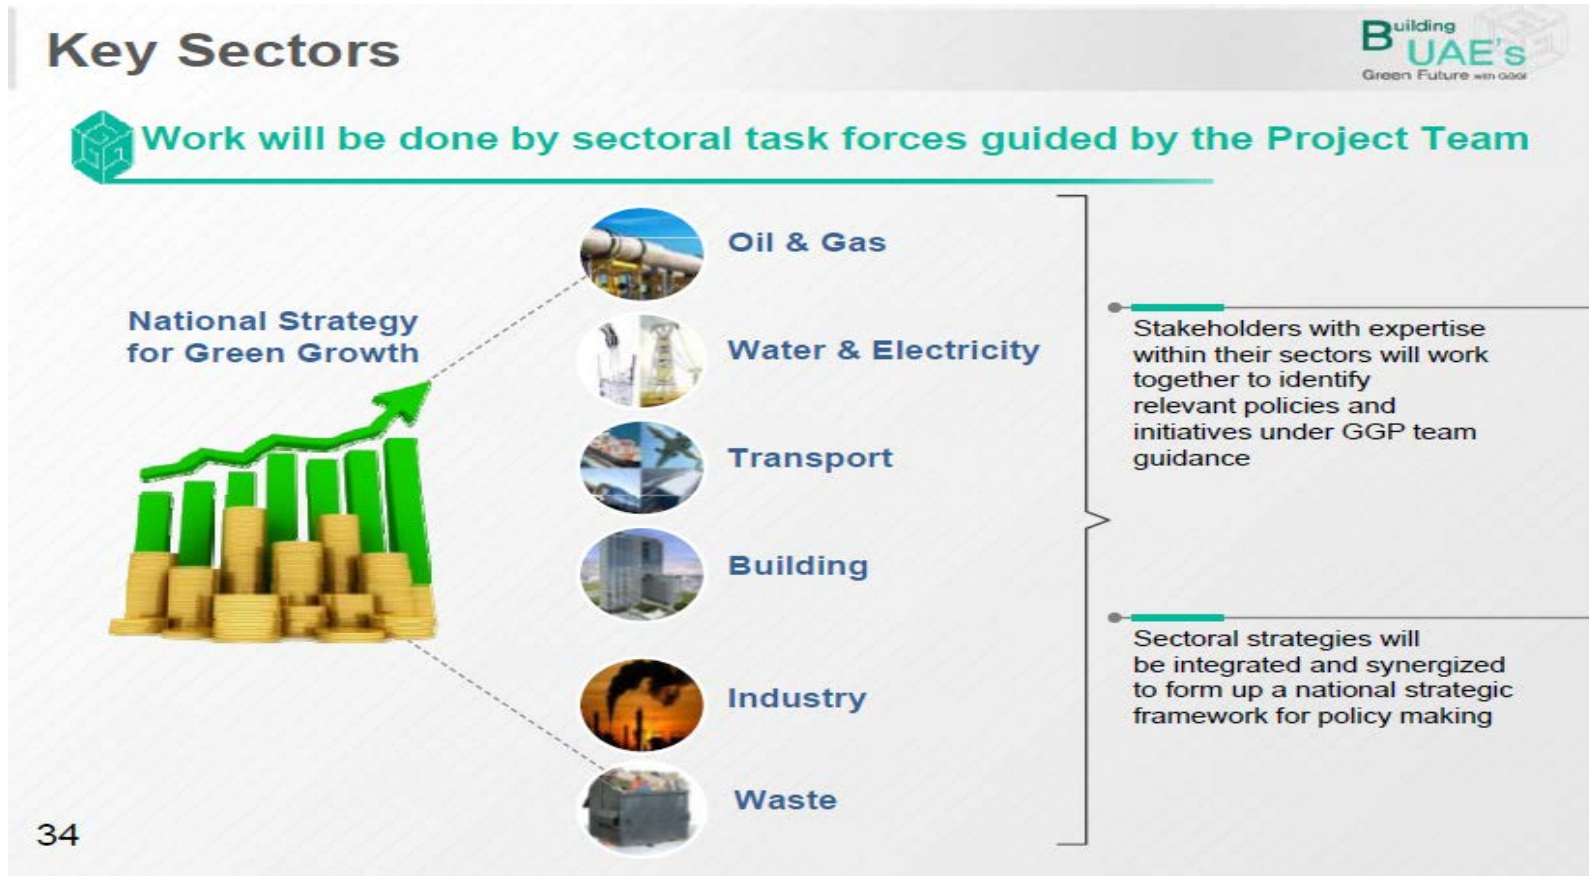 Key Sectors
Building
UAE's
Green Future with GGGI
Work will be done by sectoral task forces guided by the Project Team
National Strategy
for Green Growth
Oil & Gas
Water & Electricity
Transport
Building
Industry
Waste
Stakeholders with expertise
within their sectors will work
together to identify
relevant policies and
initiatives under GGP team
guidance
Sectoral strategies will
be integrated and synergized
to form up a national strategic
framework for policy making
34